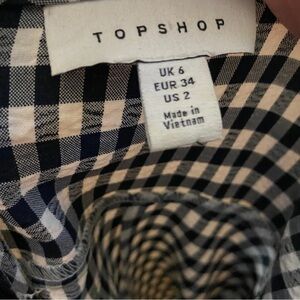 TOPSHOP
UK 6
EUR 34
US 2
Made in
Vietnam